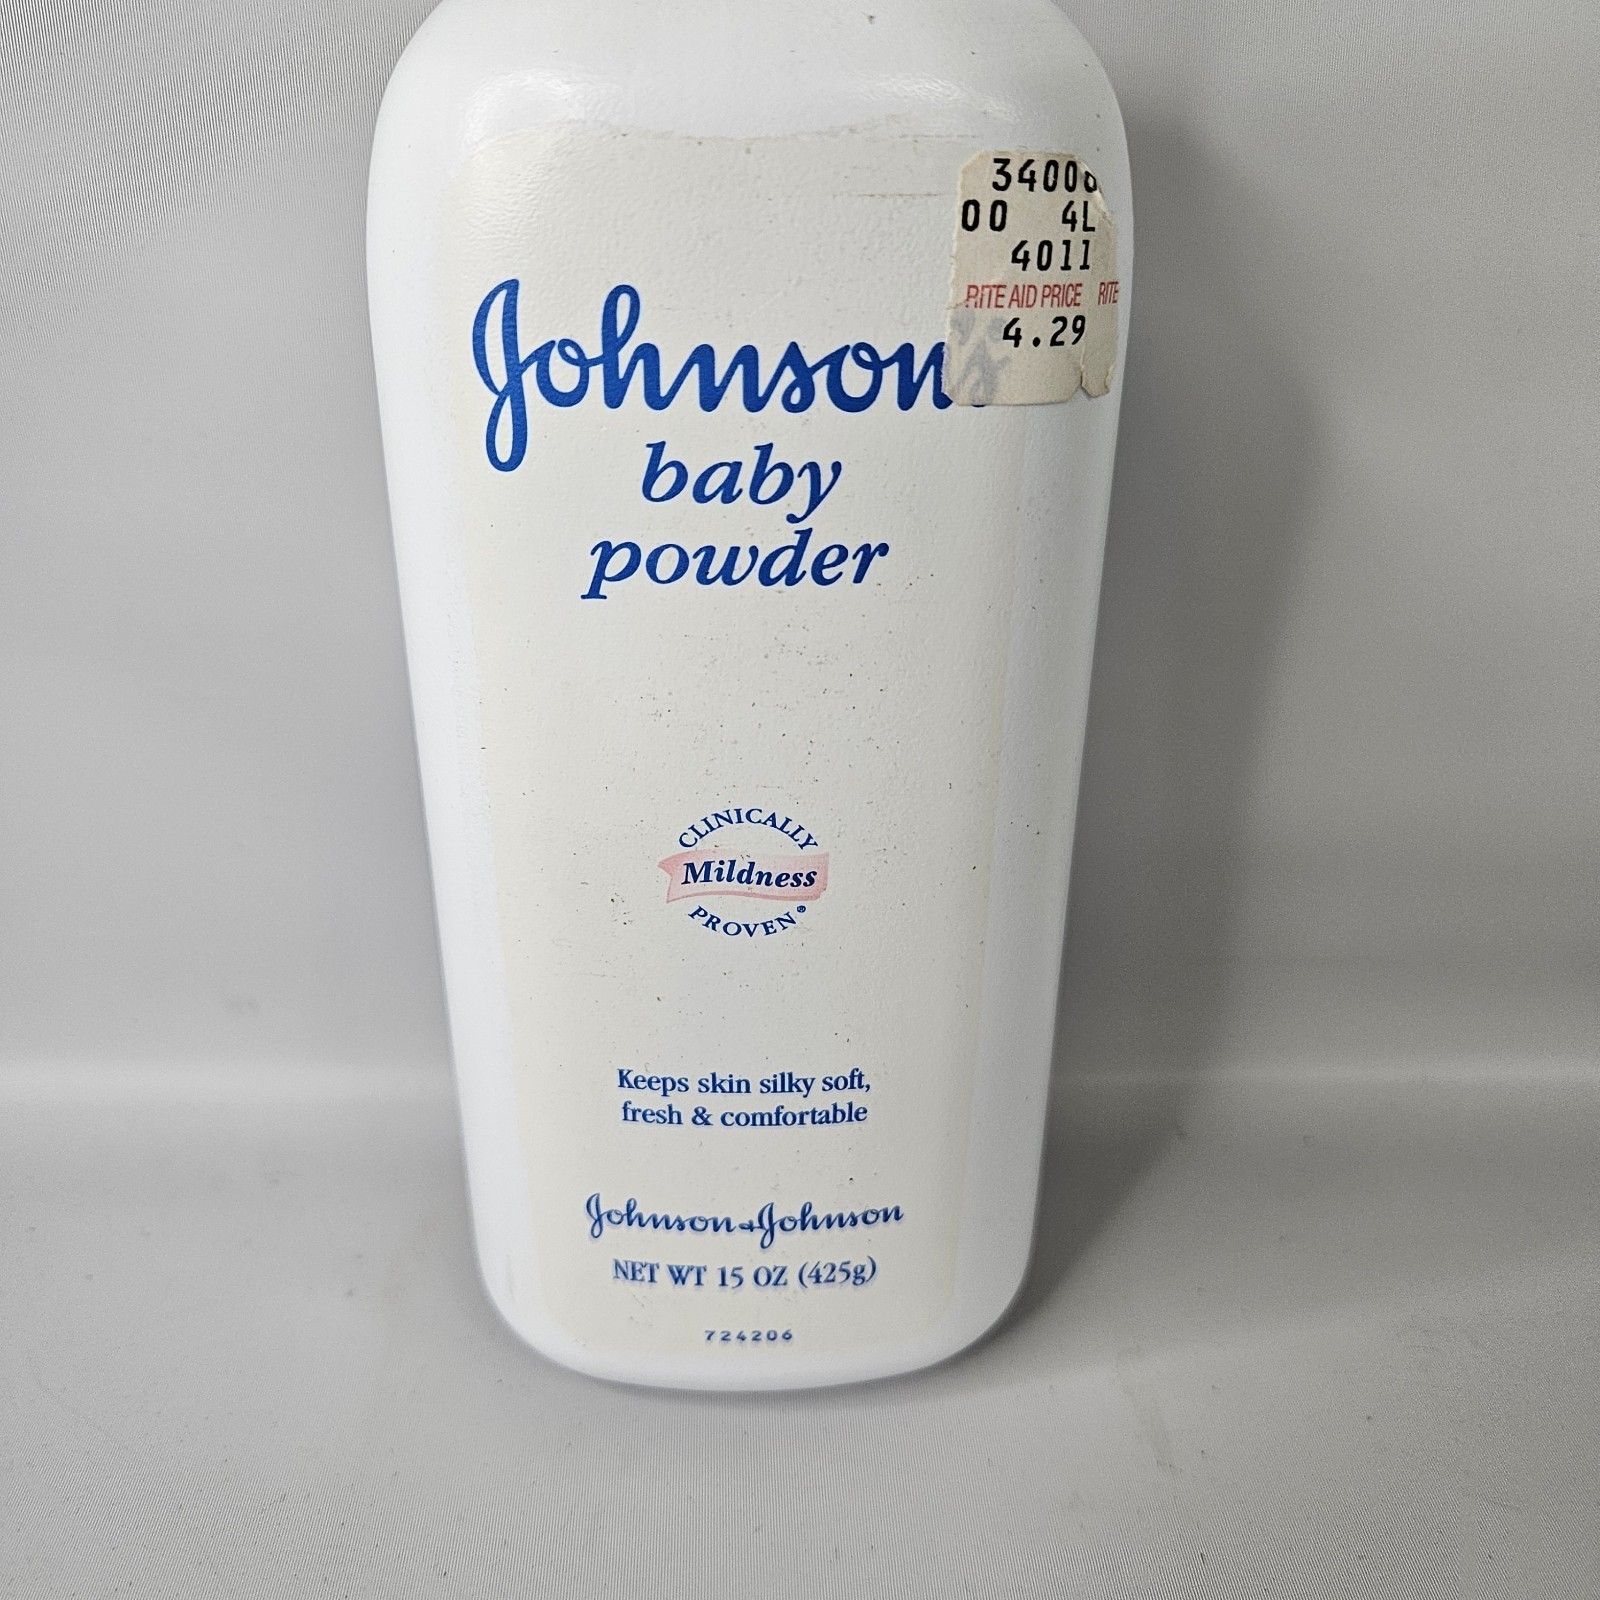 34000
00 4L
4011
RITE AID PRICE RITE
4.29
Johnson's
baby
powder
CLINICALLY
Mildness
PROVEN®
Keeps skin silky soft,
fresh & comfortable
Johnson & Johnson
NET WT 15 OZ (425g)
724206